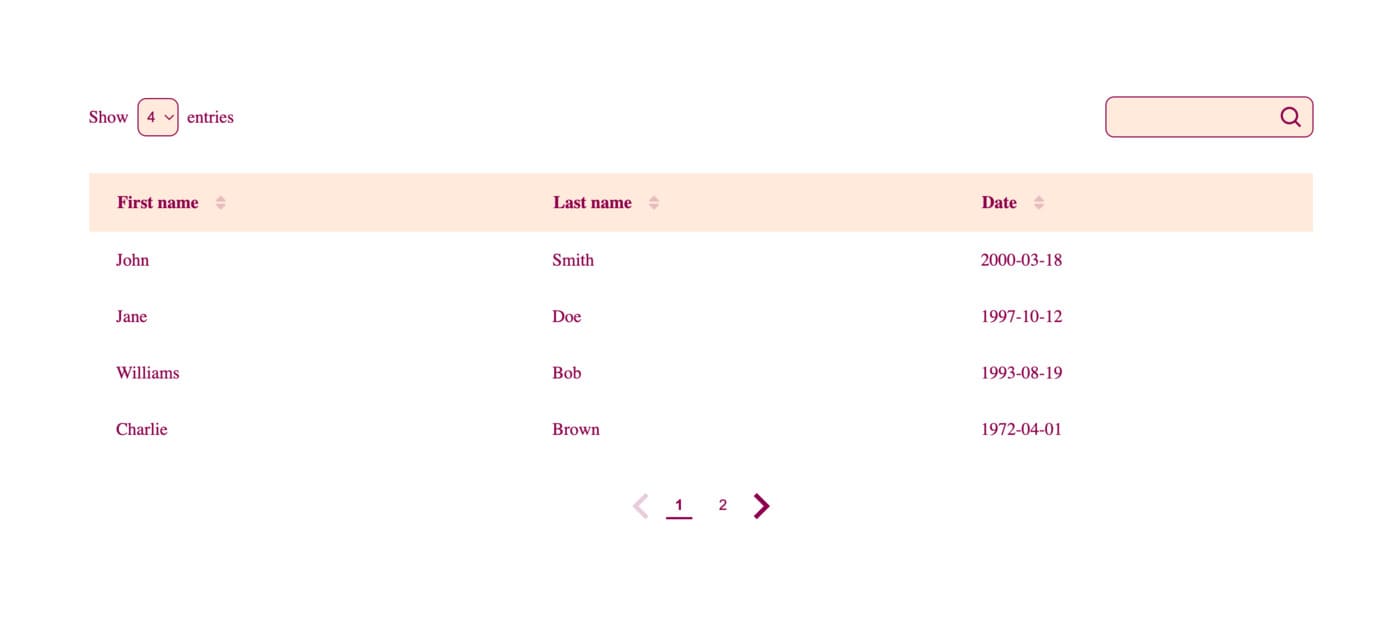 Show 4 entries
First name Last name Date
John Smith 2000-03-18
Jane Doe 1997-10-12
Williams Bob 1993-08-19
Charlie Brown 1972-04-01
1 2